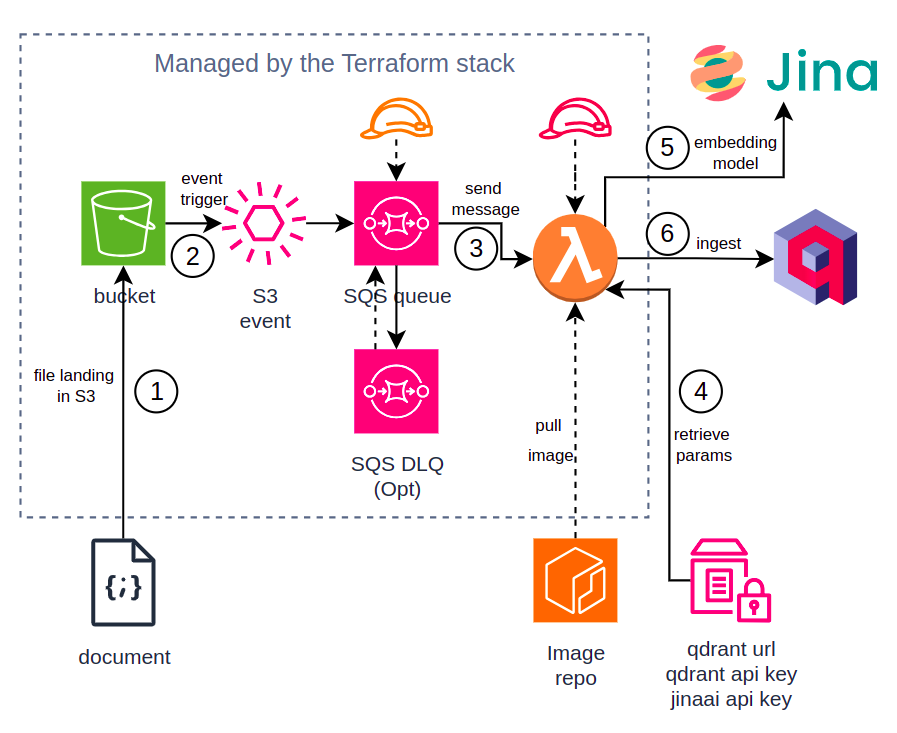 Managed by the Terraform stack
Jina
5
embedding
model
event
trigger
send
message
2
3
6
ingest
λ
bucket
S3
event
SQS queue
file landing
in S3
1
4
pull
image
retrieve
params
SQS DLQ
(Opt)
{;}
document
Image
repo
qdrant url
qdrant api key
jinaai api key